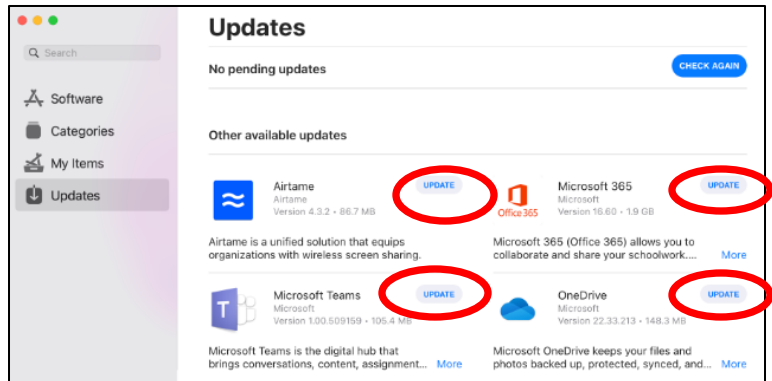 Updates
Search
No pending updates
CHECK AGAIN
Software
Categories
My Items
Updates
Other available updates
Airtame
UPDATE
Airtame
Version 4.3.2 • 86.7 MB
Airtame is a unified solution that equips
organizations with wireless screen sharing.
Office 365
Microsoft 365
UPDATE
Microsoft
Version 16.60 • 1.9 GB
Microsoft 365 (Office 365) allows you to
collaborate and share your schoolwork.... More
T
Microsoft Teams
UPDATE
Microsoft
Version 1.00.509159 • 105.4 MB
Microsoft Teams is the digital hub that
brings conversations, content, assignment... More
OneDrive
UPDATE
Microsoft
Version 22.33.213 • 148.3 MB
Microsoft OneDrive keeps your files and
photos backed up, protected, synced, and... More